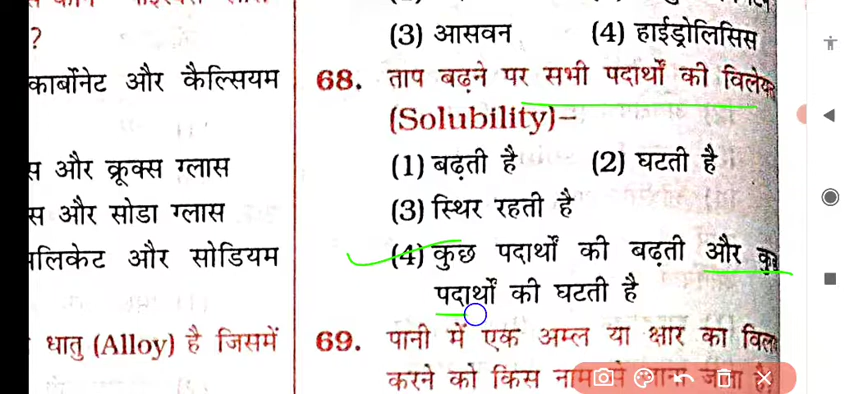 ?
कार्बोनेट और कैल्सियम
और क्रूक्स ग्लास
और सोडा ग्लास
और सोडियम
धातु (Alloy) है जिसमें
(3) आसवन (4) हाईड्रोलिसिस
68. ताप बढ़ने पर सभी पदार्थों की
(Solubility)–
(1) बढ़ती है (2) घटती है
(3) स्थिर रहती है
(4) कुछ पदार्थों की बढ़ती और
पदार्थों की घटती है
69. पानी में एक अम्ल या क्षार का
करने को किस